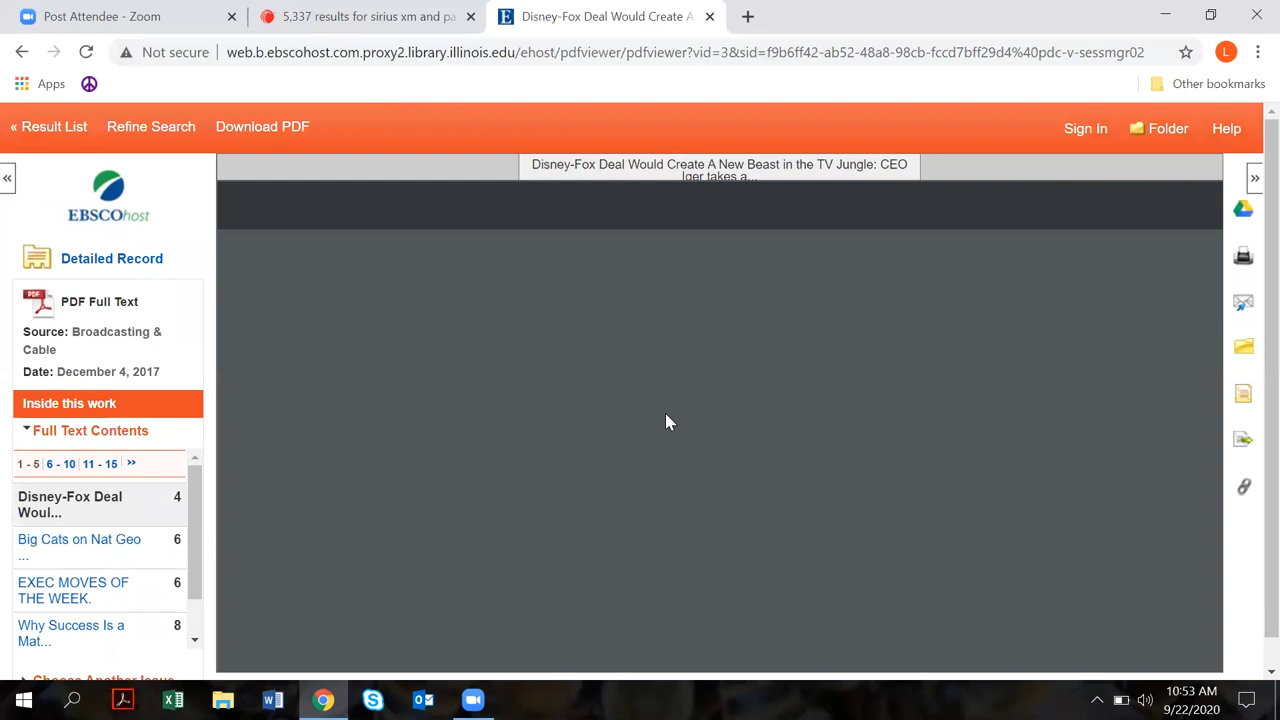 Post Attendee - Zoom
5,337 results for sirius xm and pa
Disney-Fox Deal Would Create A
Not secure
web.b.ebscohost.com.proxy2.library.illinois.edu/ehost/pdfviewer/pdfviewer?vid=3&sid=f9b6ff42-ab52-48a8-98cb-fccd7bff29d4%40pdc-v-sessmgr02
L
Apps
Other bookmarks
« Result List
Refine Search
Download PDF
Sign In
Folder
Help
Disney-Fox Deal Would Create A New Beast in the TV Jungle: CEO
Iger takes a...
EBSCOhost
Detailed Record
PDF
PDF Full Text
Source: Broadcasting &
Cable
Date: December 4, 2017
Inside this work
Full Text Contents
1 - 5 6 - 10 11 - 15 »
Disney-Fox Deal 4
Woul...
Big Cats on Nat Geo 6
...
EXEC MOVES OF 6
THE WEEK.
Why Success Is a 8
Mat...
Choose Another Issue
10:53 AM
9/22/2020